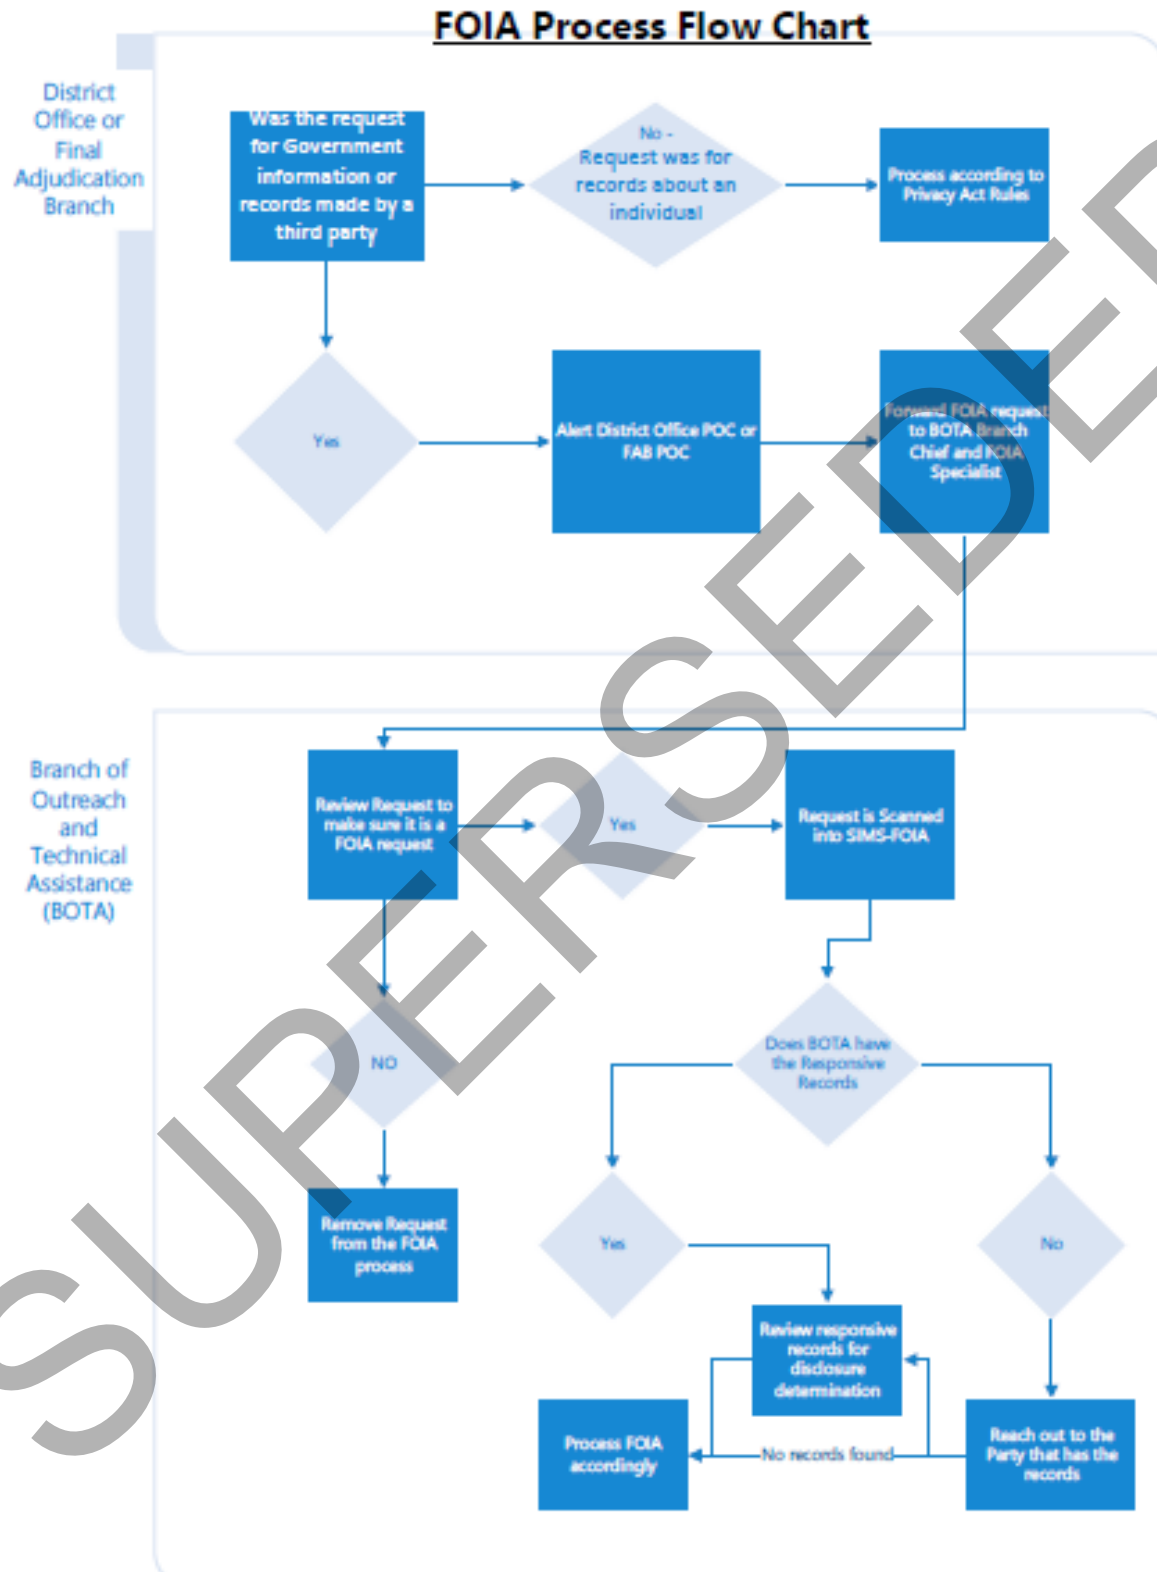 FOIA Process Flow Chart
District
Office or
Final
Adjudication
Branch
Was the request
for Government
information or
records made by a
third party
No -
Request was for
records about an
individual
Process according to
Privacy Act Rules
Yes
Alert District Office POC or
FAB POC
Forward FOIA request
to BOTA Branch
Chief and FOIA
Specialist
Branch of
Outreach
and
Technical
Assistance
(BOTA)
Review Request to
make sure it is a
FOIA request
Yes
Request is Scanned
into SIMS-FOIA
NO
Does BOTA have
the Responsive
Records
Remove Request
from the FOIA
process
Yes
No
Review responsive
records for
disclosure
determination
Process FOIA
accordingly
No records found
Reach out to the
Party that has the
records
SUPERSEDED